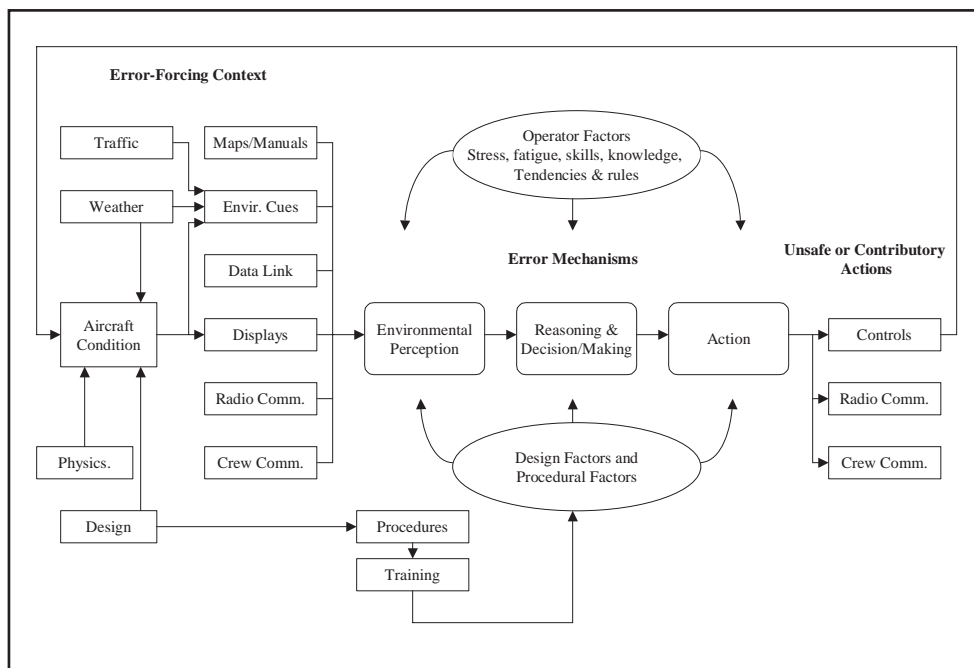 Error-Forcing Context
Traffic
Maps/Manuals
Operator Factors
Stress, fatigue, skills, knowledge,
Tendencies & rules
Weather
Envir. Cues
Data Link
Error Mechanisms
Unsafe or Contributory
Actions
Aircraft
Condition
Displays
Environmental
Perception
Reasoning &
Decision/Making
Action
Controls
Radio Comm.
Radio Comm.
Physics.
Crew Comm.
Design Factors and
Procedural Factors
Crew Comm.
Design
Procedures
Training